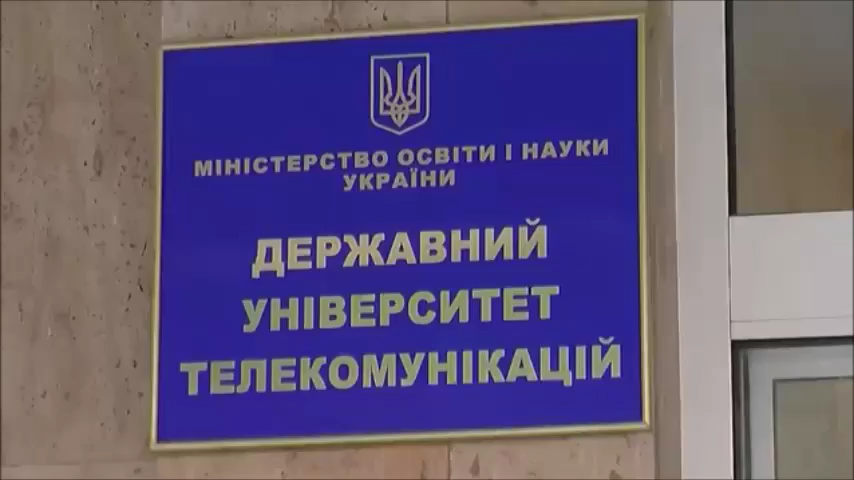 МІНІСТЕРСТВО ОСВІТИ І НАУКИ
УКРАЇНИ
ДЕРЖАВНИЙ
УНІВЕРСИТЕТ
ТЕЛЕКОМУНІКАЦІЙ